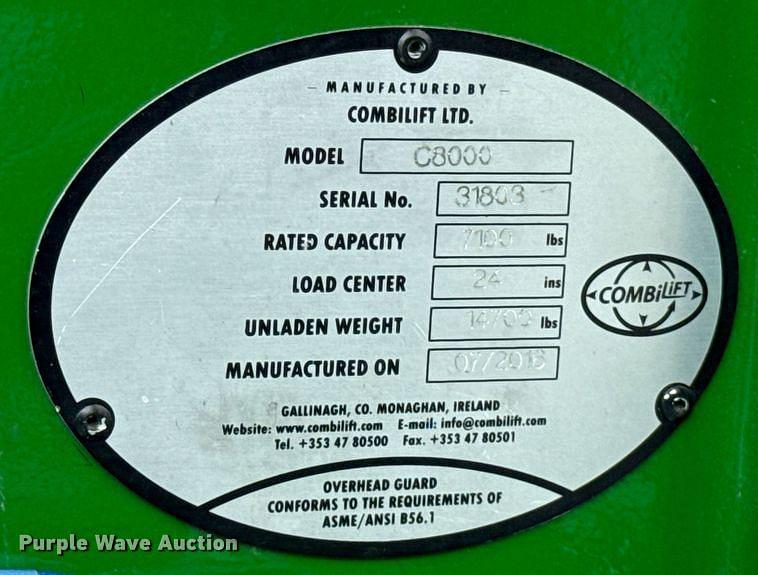 – MANUFACTURED BY –
COMBILIFT LTD.
MODEL C8000
SERIAL No. 31803
RATED CAPACITY 7100 lbs
LOAD CENTER 24 ins
UNLADEN WEIGHT 14700 lbs
MANUFACTURED ON 07/2016
COMBiLiFT
GALLINAGH, CO. MONAGHAN, IRELAND
Website: www.combilift.com E-mail: info@combilift.com
Tel. +353 47 80500 Fax. +353 47 80501
OVERHEAD GUARD
CONFORMS TO THE REQUIREMENTS OF
ASME/ANSI B56.1
Purple Wave Auction